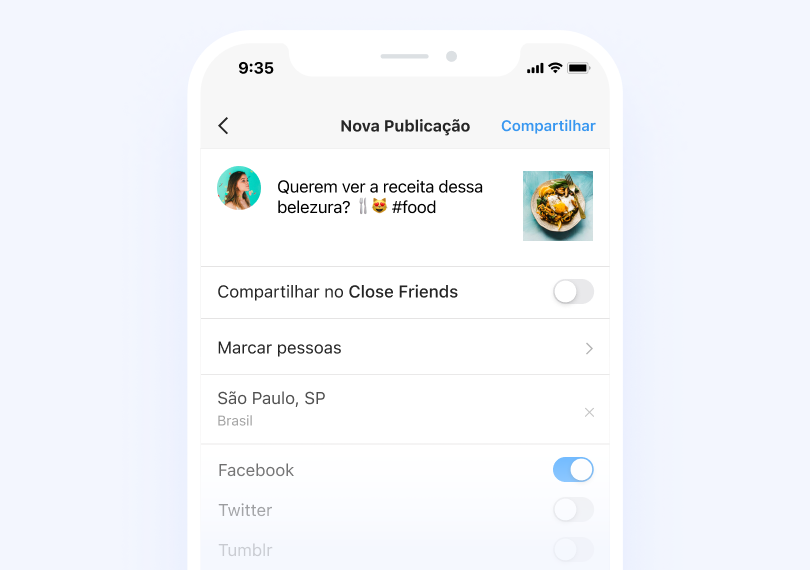 9:35
Nova Publicação
Compartilhar
Querem ver a receita dessa
belezura? 🍴😻 #food
Compartilhar no Close Friends
Marcar pessoas
São Paulo, SP
Brasil
Facebook
Twitter
Tumblr